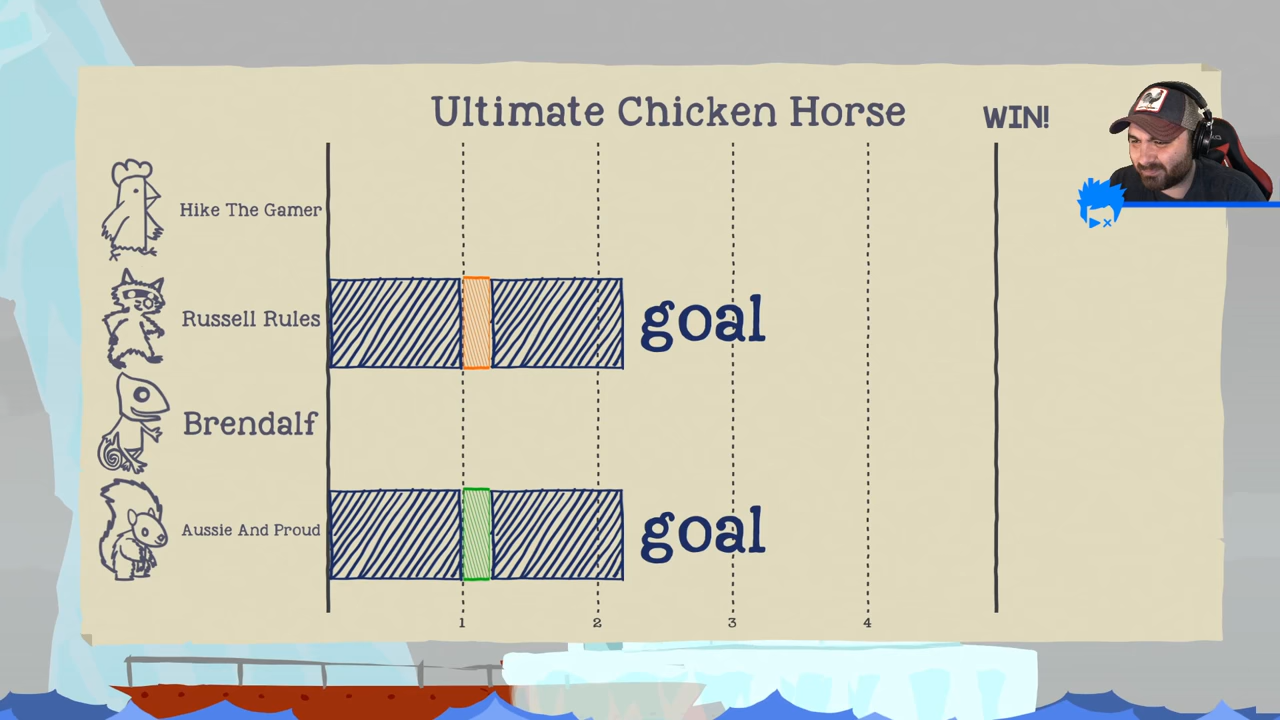 Ultimate Chicken Horse
WIN!
Hike The Gamer
Russell Rules
goal
Brendalf
Aussie And Proud
goal
1
2
3
4